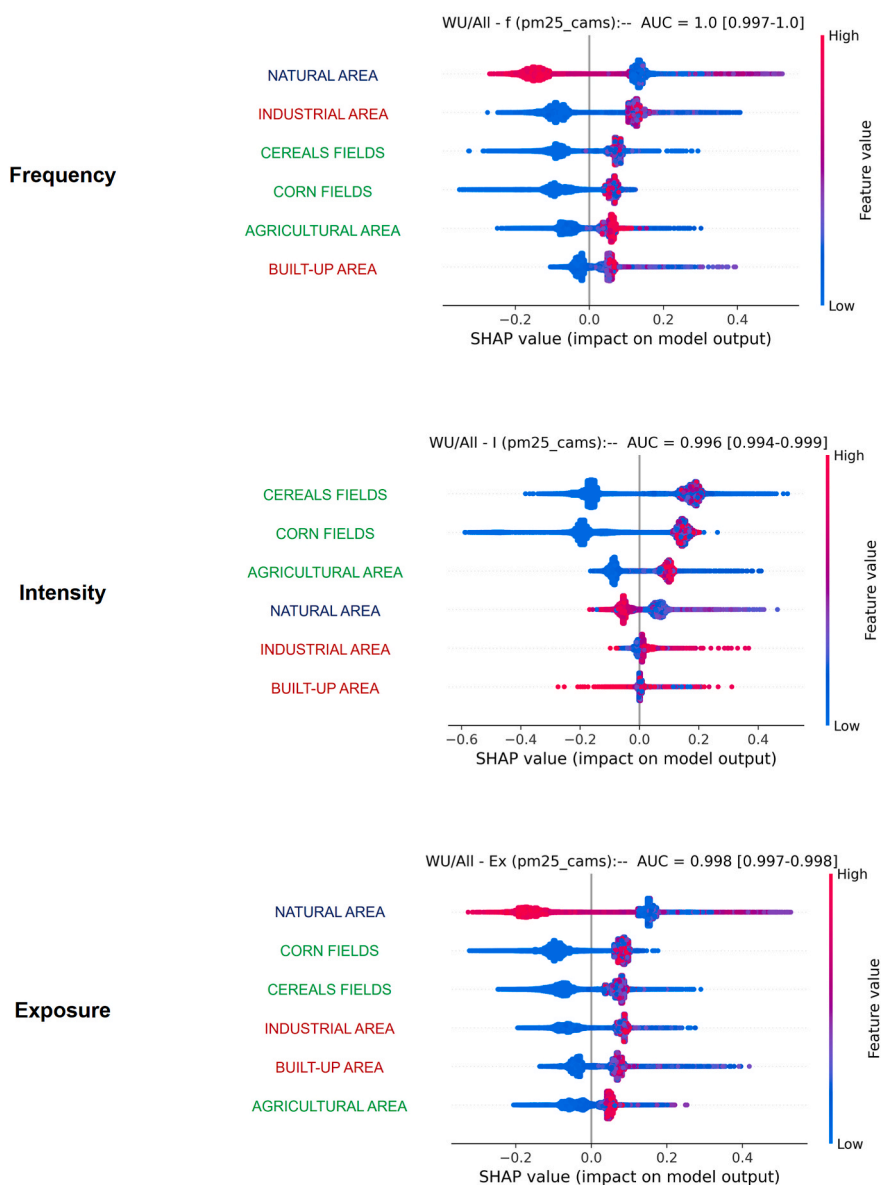 WU/All - f (pm25_cams):-- AUC = 1.0 [0.997-1.0]
High
NATURAL AREA
INDUSTRIAL AREA
CEREALS FIELDS
Frequency
CORN FIELDS
AGRICULTURAL AREA
BUILT-UP AREA
Feature value
Low
−0.2 0.0 0.2 0.4
SHAP value (impact on model output)
WU/All - I (pm25_cams):-- AUC = 0.996 [0.994-0.999]
High
CEREALS FIELDS
CORN FIELDS
AGRICULTURAL AREA
Intensity
NATURAL AREA
INDUSTRIAL AREA
BUILT-UP AREA
Feature value
Low
−0.6 −0.4 −0.2 0.0 0.2 0.4
SHAP value (impact on model output)
WU/All - Ex (pm25_cams):-- AUC = 0.998 [0.997-0.998]
High
NATURAL AREA
CORN FIELDS
CEREALS FIELDS
Exposure
INDUSTRIAL AREA
BUILT-UP AREA
AGRICULTURAL AREA
Feature value
Low
−0.2 0.0 0.2 0.4
SHAP value (impact on model output)